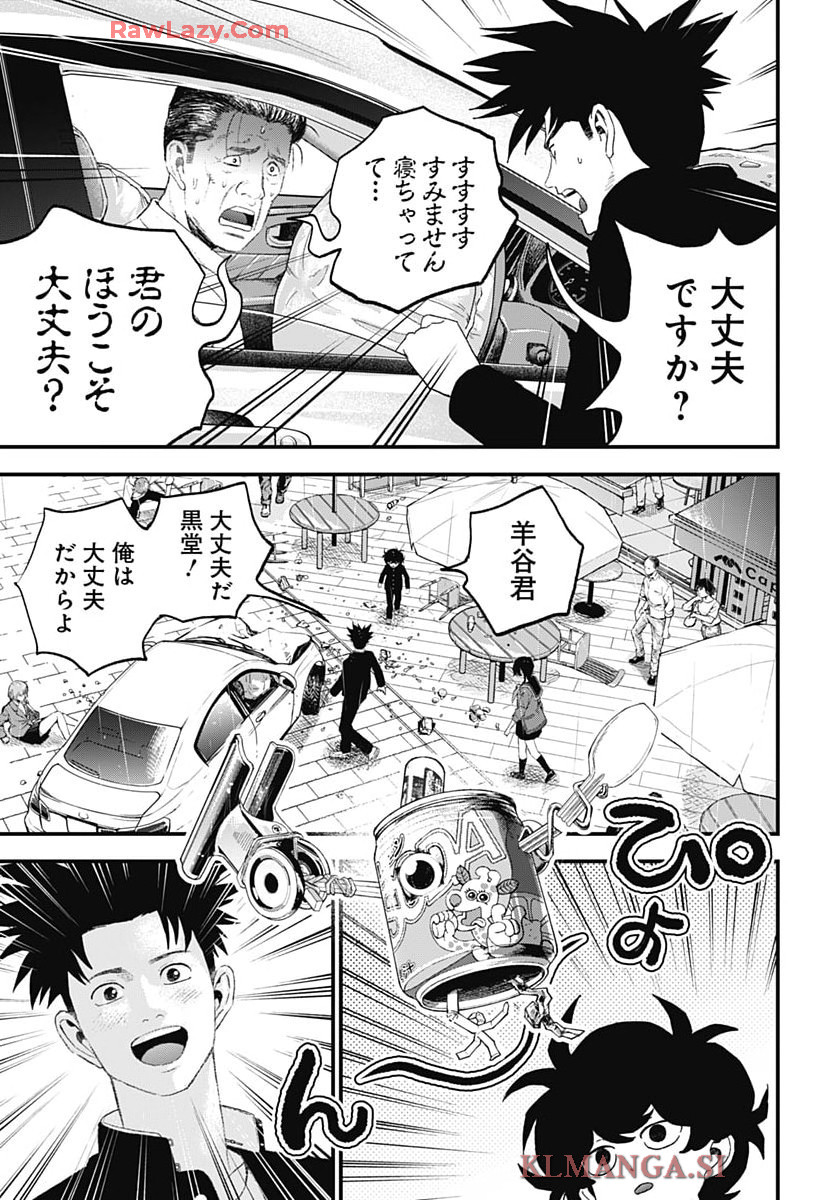 RawLazy.Com
大丈夫
ですか？
すすすす
すみません
寝ちゃって
て…
君の
ほうこそ
大丈夫？
羊谷君
大丈夫だ
黒堂！
俺は
大丈夫
だからよ
Cap
ぴょ
ん
KLMANGA.SI